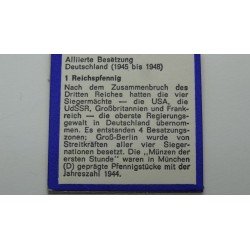 Alliierte Besetzung
Deutschland (1945 bis 1948)
1 Reichspfennig
Nach dem Zusammenbruch des
Dritten Reiches hatten die vier
Siegermächte — die USA, die
UdSSR, Großbritannien und Frank-
reich — die oberste Regierungs-
gewalt in Deutschland übernom-
men. Es entstanden 4 Besatzungs-
zonen; Groß-Berlin wurde von
Streitkräften aller vier Siegerna-
tionen besetzt. Die „Münzen der
ersten Stunde" waren in München
(D) geprägte Pfennigstücke mit der
Jahreszahl 1944.